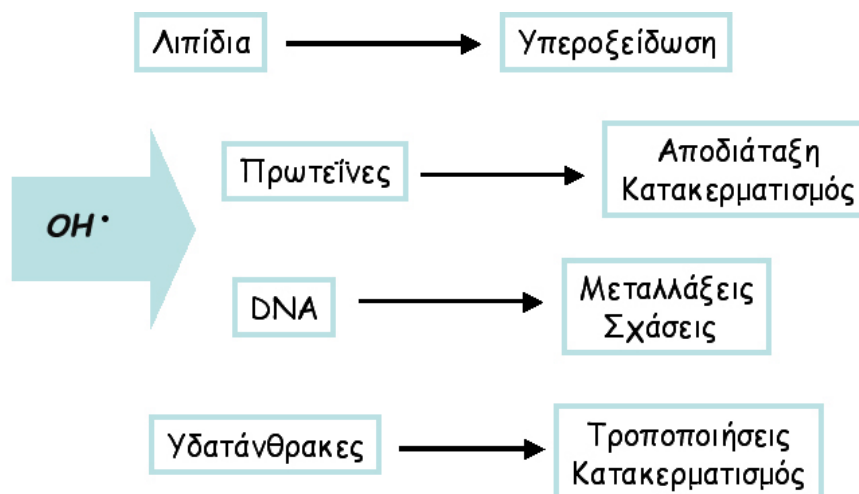 Λιπίδια
Υπεροξείδωση
OH •
Πρωτεΐνες
Αποδιάταξη
Κατακερματισμός
DNA
Μεταλλάξεις
Σχάσεις
Υδατάνθρακες
Τροποποιήσεις
Κατακερματισμός